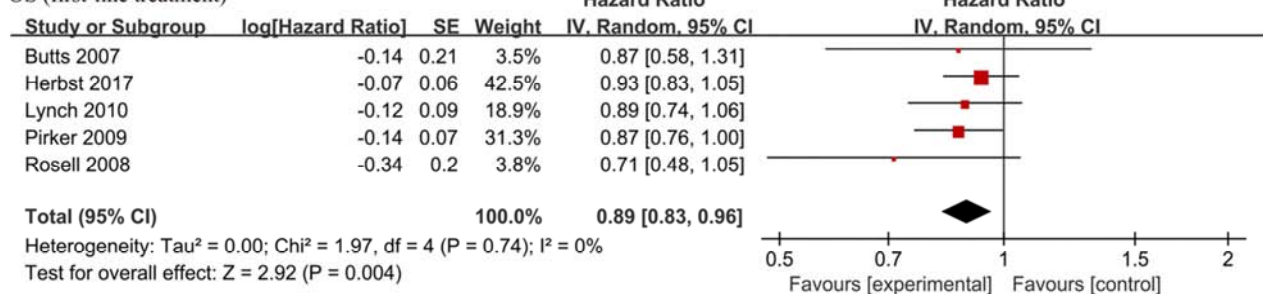 OS (first-line treatment)
Hazard Ratio Hazard Ratio
Study or Subgroup log[Hazard Ratio] SE Weight IV, Random, 95% CI IV, Random, 95% CI
Butts 2007 -0.14 0.21 3.5% 0.87 [0.58, 1.31]
Herbst 2017 -0.07 0.06 42.5% 0.93 [0.83, 1.05]
Lynch 2010 -0.12 0.09 18.9% 0.89 [0.74, 1.06]
Pirker 2009 -0.14 0.07 31.3% 0.87 [0.76, 1.00]
Rosell 2008 -0.34 0.2 3.8% 0.71 [0.48, 1.05]
Total (95% CI) 100.0% 0.89 [0.83, 0.96]
Heterogeneity: Tau² = 0.00; Chi² = 1.97, df = 4 (P = 0.74); I² = 0%
Test for overall effect: Z = 2.92 (P = 0.004)
0.5 0.7 1 1.5 2
Favours [experimental] Favours [control]